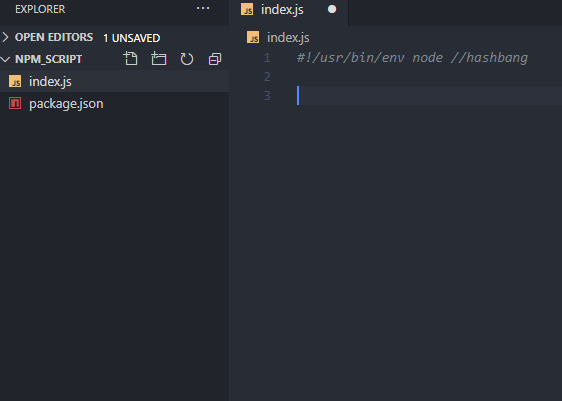 EXPLORER ...
JS index.js
OPEN EDITORS 1 UNSAVED
NPM_SCRIPT
JS index.js
package.json
JS index.js
1 #!/usr/bin/env node //hashbang
2
3